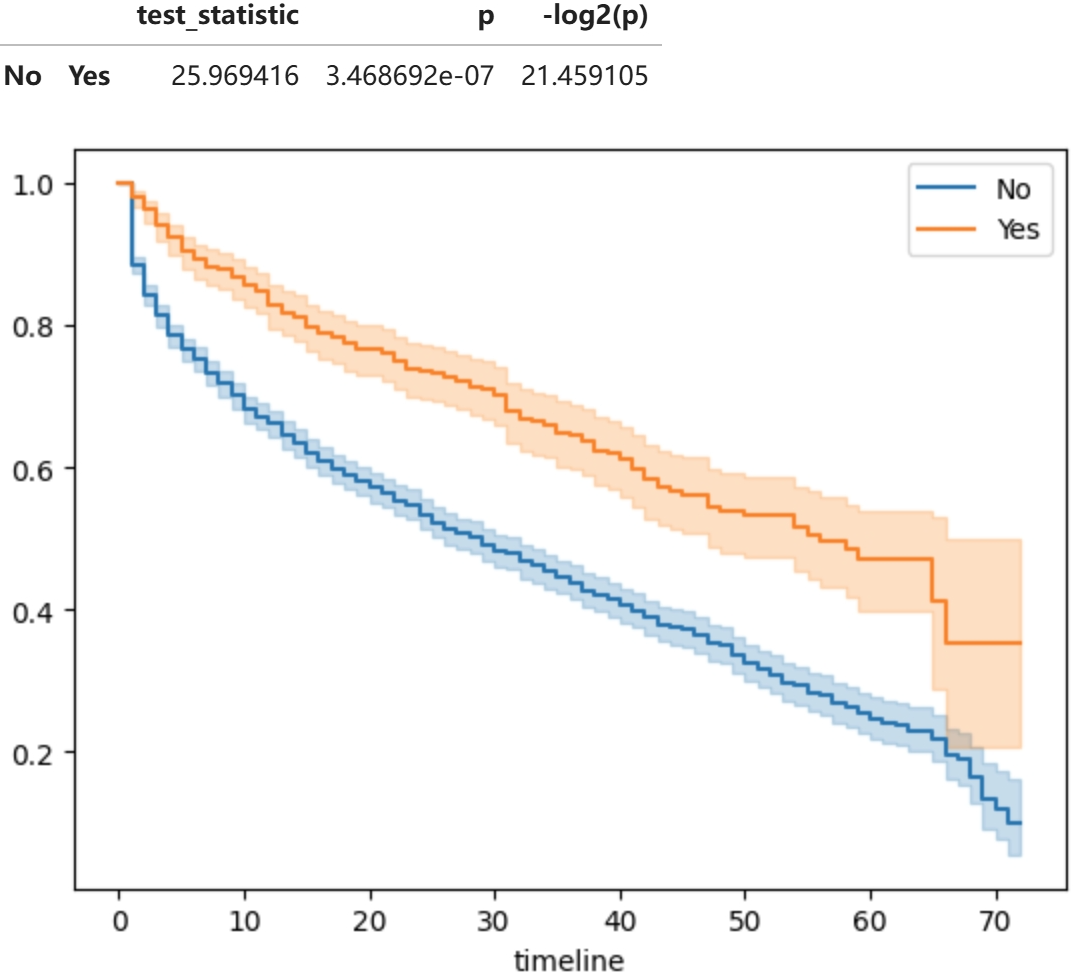 test_statistic p -log2(p)
No Yes 25.969416 3.468692e-07 21.459105
No
Yes
1.0
0.8
0.6
0.4
0.2
0 10 20 30 40 50 60 70
timeline